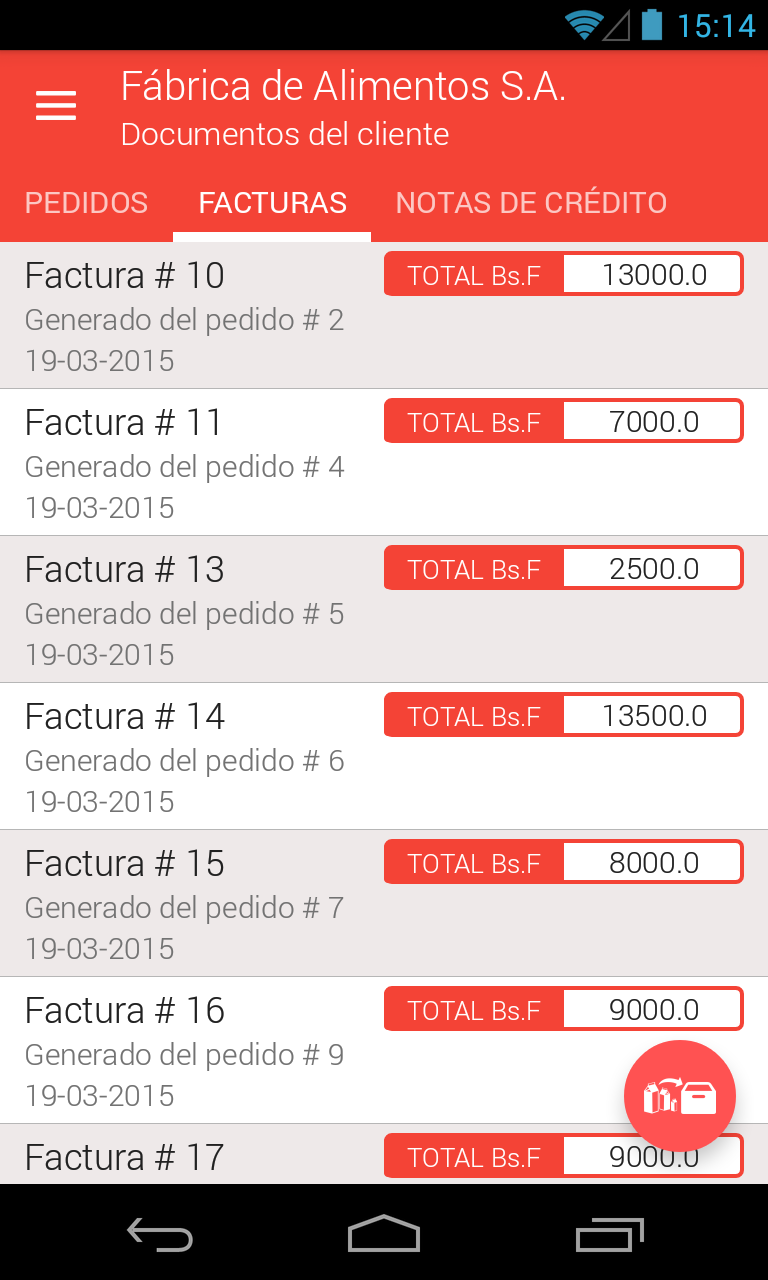 15:14
Fábrica de Alimentos S.A.
Documentos del cliente
PEDIDOS FACTURAS NOTAS DE CRÉDITO
Factura # 10 TOTAL Bs.F 13000.0
Generado del pedido # 2
19-03-2015
Factura # 11 TOTAL Bs.F 7000.0
Generado del pedido # 4
19-03-2015
Factura # 13 TOTAL Bs.F 2500.0
Generado del pedido # 5
19-03-2015
Factura # 14 TOTAL Bs.F 13500.0
Generado del pedido # 6
19-03-2015
Factura # 15 TOTAL Bs.F 8000.0
Generado del pedido # 7
19-03-2015
Factura # 16 TOTAL Bs.F 9000.0
Generado del pedido # 9
19-03-2015
Factura # 17 TOTAL Bs.F 9000.0